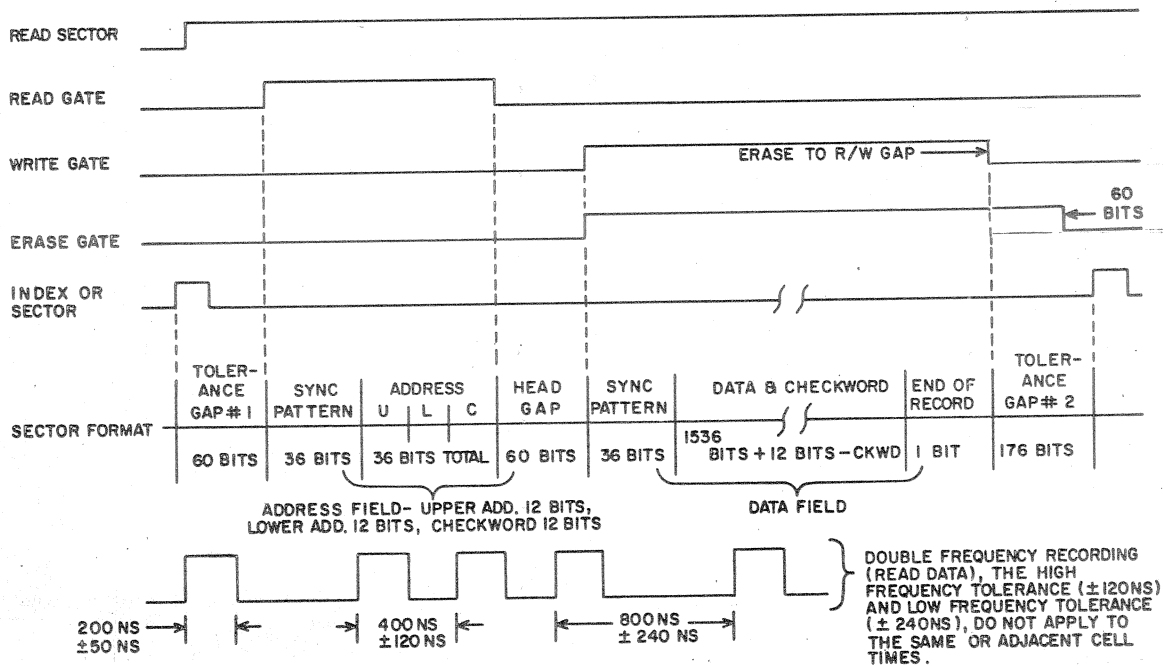 READ SECTOR
READ GATE
WRITE GATE
ERASE TO R/W GAP
60
BITS
ERASE GATE
INDEX OR
SECTOR
TOLER-
ANCE
GAP# 1
SYNC
PATTERN
ADDRESS
U L C
HEAD
GAP
SYNC
PATTERN
DATA & CHECKWORD
END OF
RECORD
TOLER-
ANCE
GAP# 2
SECTOR FORMAT
60 BITS
36 BITS
36 BITS TOTAL
60 BITS
36 BITS
1536
BITS + 12 BITS - CKWD
1 BIT
176 BITS
ADDRESS FIELD- UPPER ADD. 12 BITS,
LOWER ADD. 12 BITS, CHECKWORD 12 BITS
DATA FIELD
200 NS
±50 NS
400 NS
±120 NS
800 NS
± 240 NS
DOUBLE FREQUENCY RECORDING
(READ DATA), THE HIGH
FREQUENCY TOLERANCE (±120NS)
AND LOW FREQUENCY TOLERANCE
(± 240NS), DO NOT APPLY TO
THE SAME OR ADJACENT CELL
TIMES.